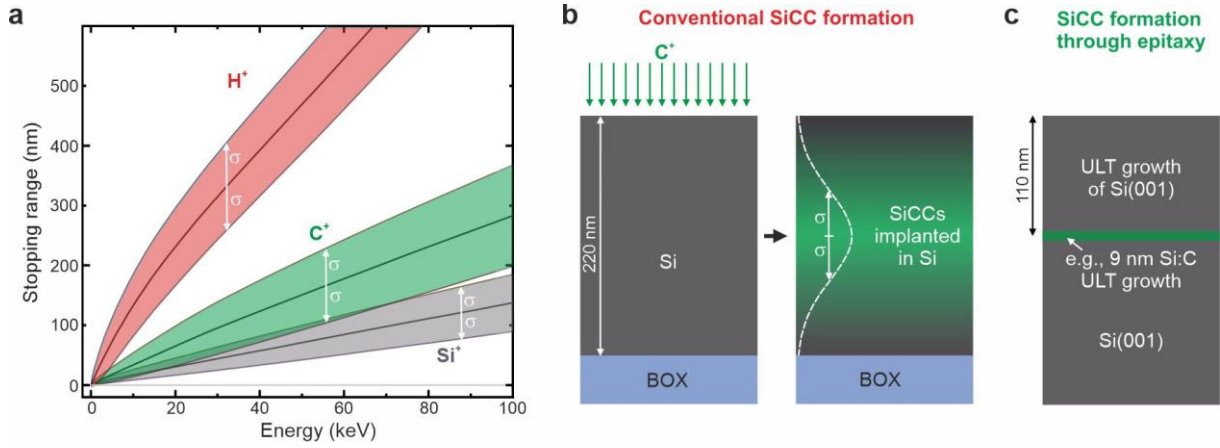 a
Stopping range (nm)
500
400
300
200
100
0
H⁺
C⁺
Si⁺
σ
σ
σ
σ
σ
σ
0
20
40
60
80
100
Energy (keV)
b
Conventional SiCC formation
C⁺
220 nm
Si
BOX
σ
σ
SiCCs
implanted
in Si
BOX
c
SiCC formation
through epitaxy
110 nm
ULT growth
of Si(001)
e.g., 9 nm Si:C
ULT growth
Si(001)